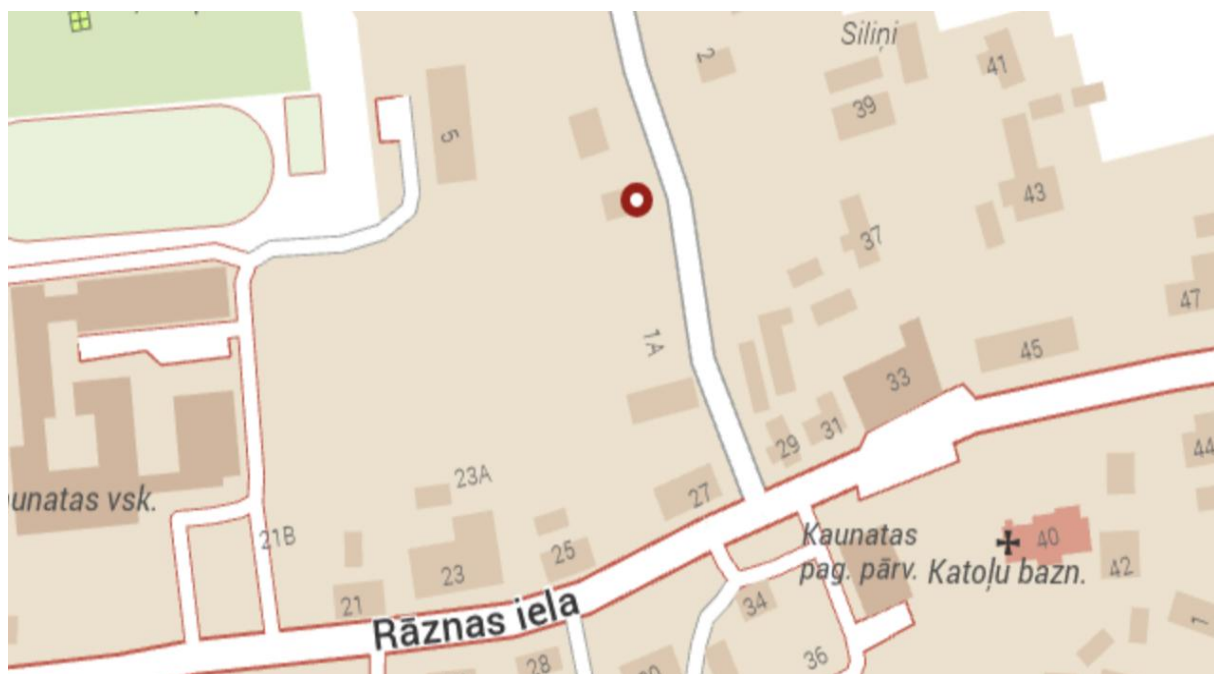 Siliņi
2
41
39
5
43
37
47
1A
45
33
31
29
44
23A
27
unatas vsk.
21B
25
Kaunatas
pag. pārv.
40
Katoļu bazn.
42
23
21
34
Rāznas iela
1
36
28